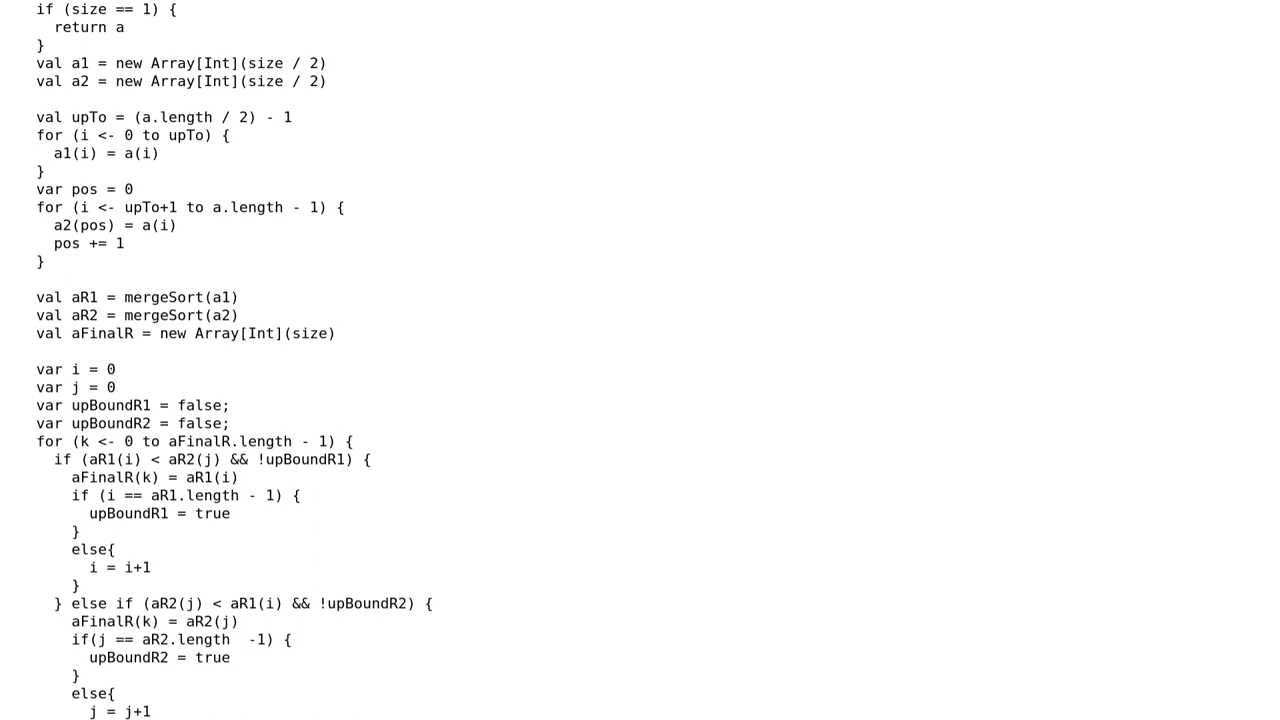 if (size == 1) {
  return a
}
val a1 = new Array[Int](size / 2)
val a2 = new Array[Int](size / 2)

val upTo = (a.length / 2) - 1
for (i <- 0 to upTo) {
  a1(i) = a(i)
}
var pos = 0
for (i <- upTo+1 to a.length - 1) {
  a2(pos) = a(i)
  pos += 1
}

val aR1 = mergeSort(a1)
val aR2 = mergeSort(a2)
val aFinalR = new Array[Int](size)

var i = 0
var j = 0
var upBoundR1 = false;
var upBoundR2 = false;
for (k <- 0 to aFinalR.length - 1) {
  if (aR1(i) < aR2(j) && !upBoundR1) {
    aFinalR(k) = aR1(i)
    if (i == aR1.length - 1) {
      upBoundR1 = true
    }
    else{
      i = i+1
    }
  } else if (aR2(j) < aR1(i) && !upBoundR2) {
    aFinalR(k) = aR2(j)
    if(j == aR2.length  -1) {
      upBoundR2 = true
    }
    else{
      j = j+1